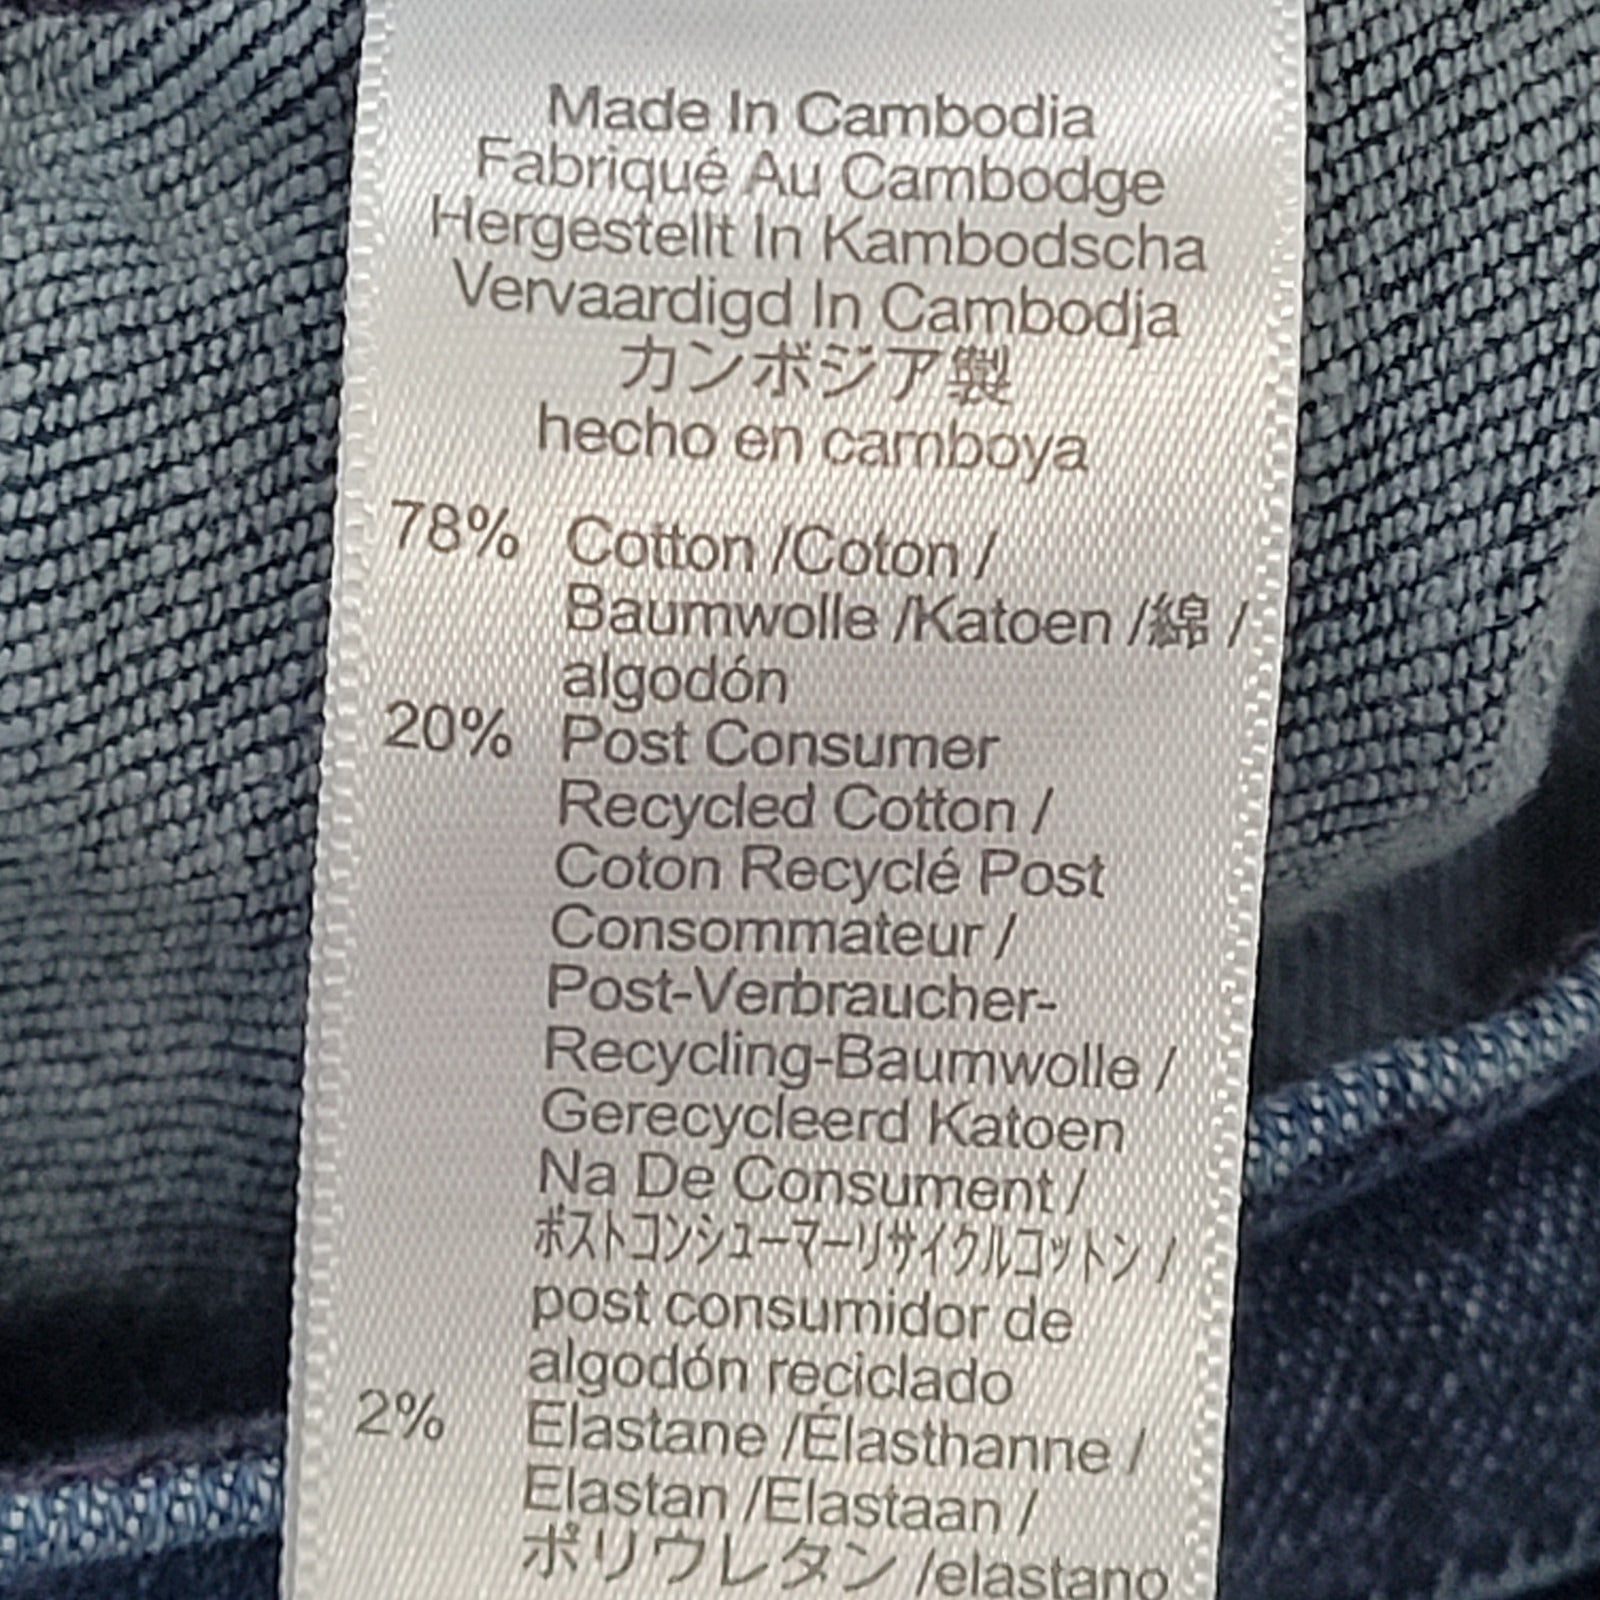 Made In Cambodia
Fabriqué Au Cambodge
Hergestellt In Kambodscha
Vervaardigd In Cambodja
カンボジア製
hecho en camboya
78% Cotton /Coton /
Baumwolle /Katoen /綿 /
algodón
20% Post Consumer
Recycled Cotton /
Coton Recyclé Post
Consommateur /
Post-Verbraucher-
Recycling-Baumwolle /
Gerecycleerd Katoen
Na De Consument /
ポストコンシューマーリサイクルコットン /
post consumidor de
algodón reciclado
2% Elastane /Élasthanne /
Elastan /Elastaan /
ポリウレタン /elastano